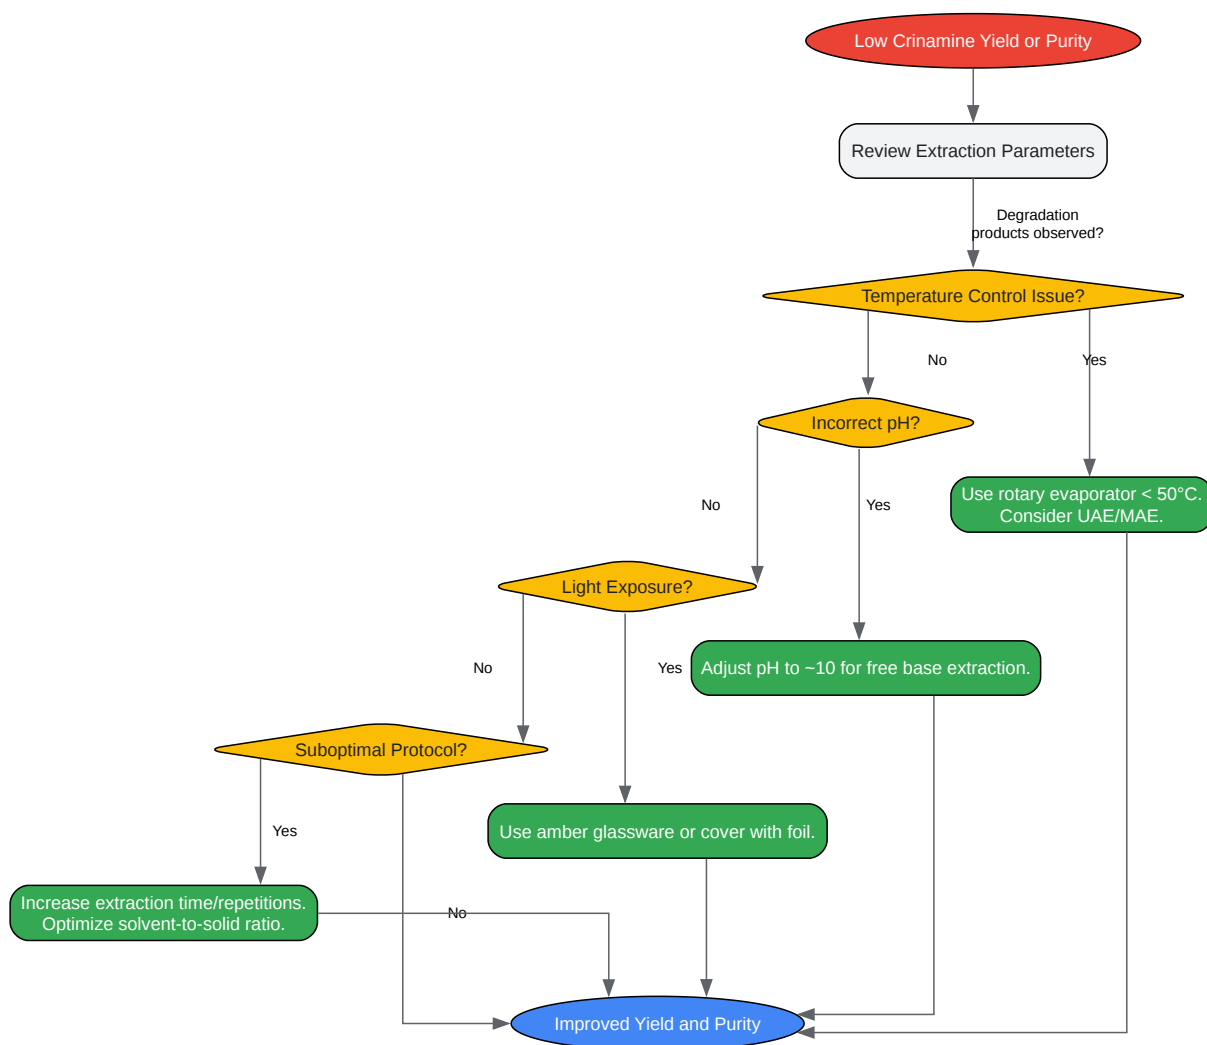 Low Crinamine Yield or Purity
Review Extraction Parameters
Degradation
products observed?
Temperature Control Issue?
No
Yes
Incorrect pH?
Use rotary evaporator < 50°C.
Consider UAE/MAE.
No
Yes
Light Exposure?
No
Yes
Adjust pH to ~10 for free base extraction.
Suboptimal Protocol?
Yes
Use amber glassware or cover with foil.
Increase extraction time/repetitions.
Optimize solvent-to-solid ratio.
No
Improved Yield and Purity